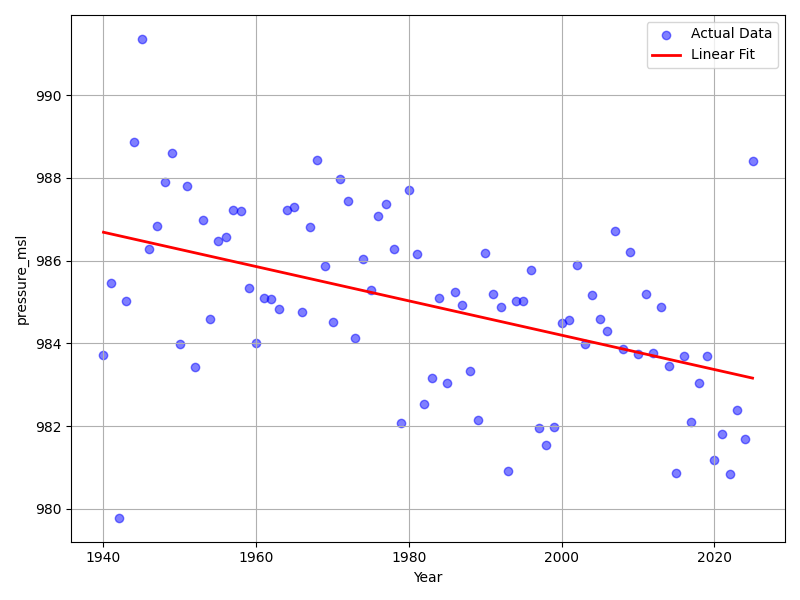 Actual Data
Linear Fit
990
988
986
984
982
980
pressure_msl
1940
1960
1980
2000
2020
Year